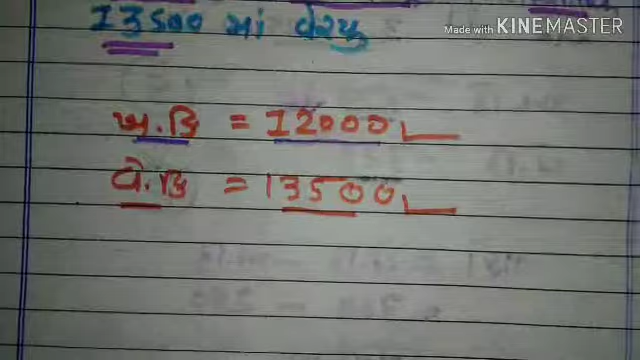 Made with KINEMASTER
13500 માં વેચ્યુ
ખ.કિ = 12000
વે.કિ = 13500